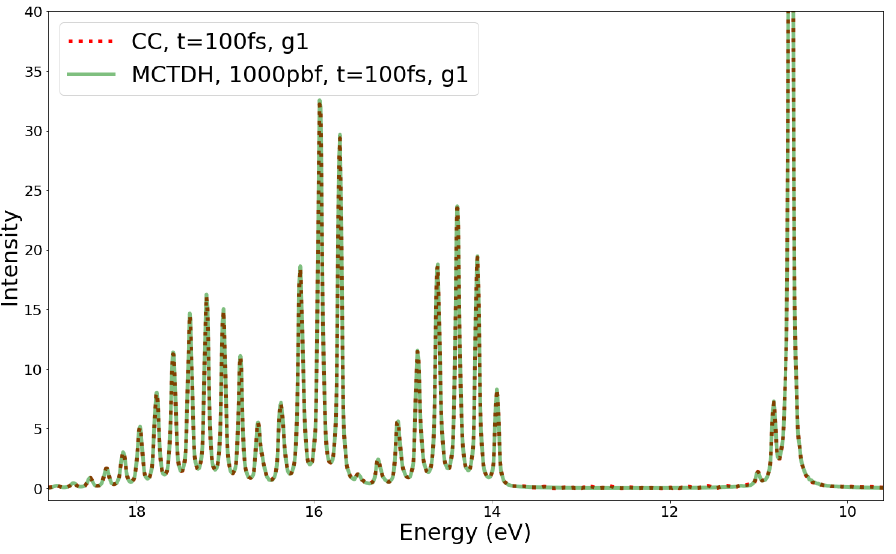 40
35
30
25
20
15
10
5
0
Intensity
CC, t=100fs, g1
MCTDH, 1000pbf, t=100fs, g1
18 16 14 12 10
Energy (eV)